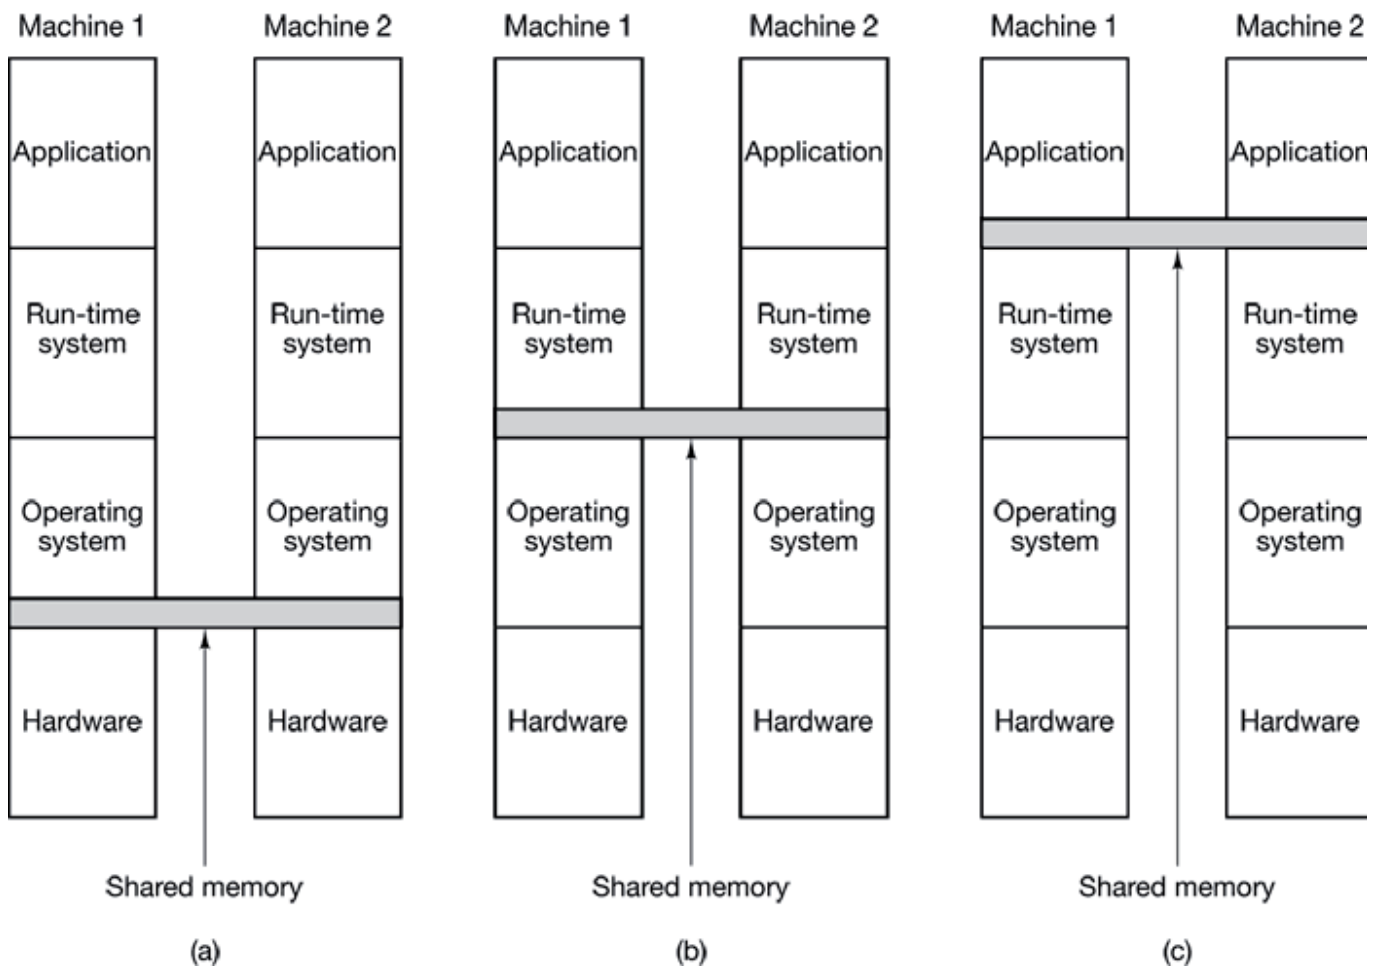 Machine 1
Machine 2
Application
Application
Run-time
system
Run-time
system
Operating
system
Operating
system
Hardware
Hardware
Shared memory
(a)
Machine 1
Machine 2
Application
Application
Run-time
system
Run-time
system
Operating
system
Operating
system
Hardware
Hardware
Shared memory
(b)
Machine 1
Machine 2
Application
Application
Run-time
system
Run-time
system
Operating
system
Operating
system
Hardware
Hardware
Shared memory
(c)